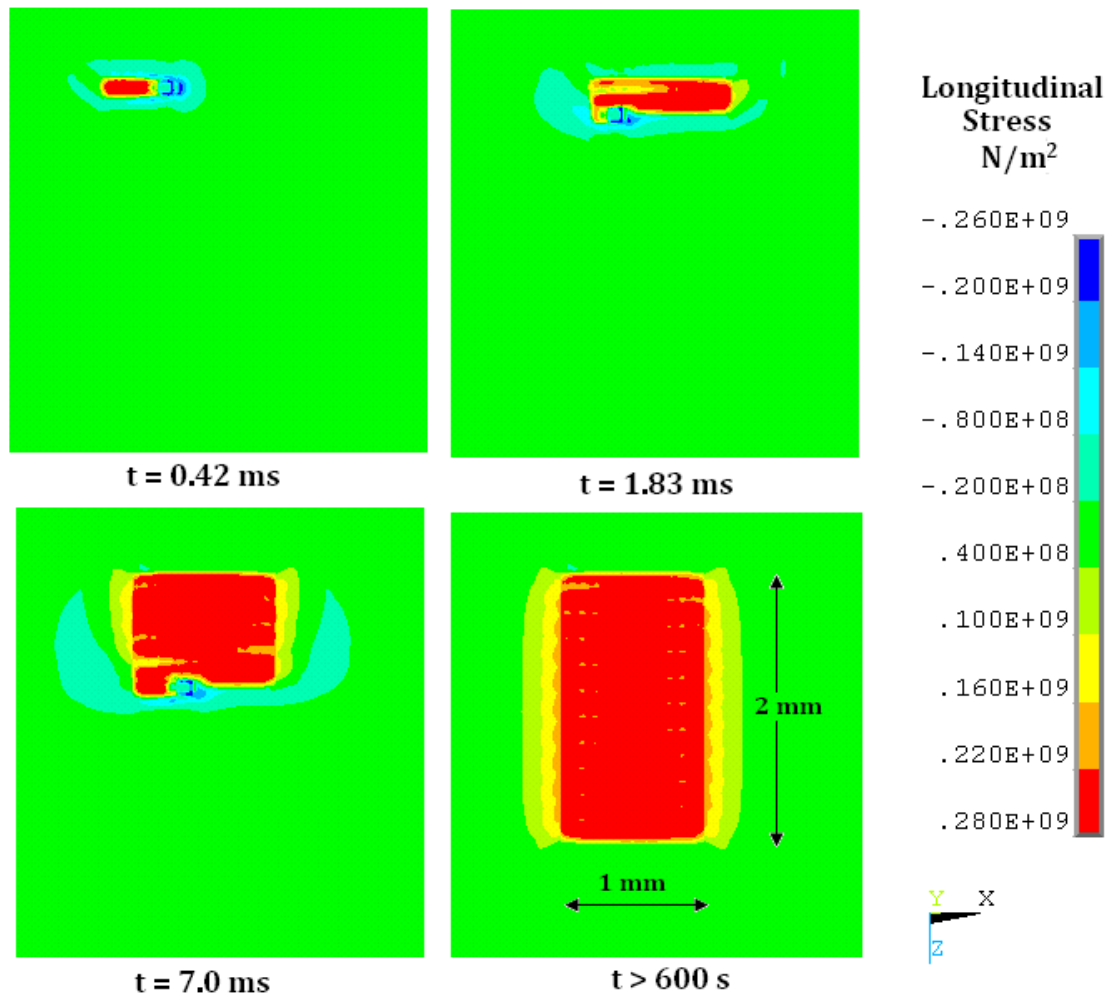 Longitudinal
Stress
N/m²
-.260E+09
-.200E+09
-.140E+09
-.800E+08
-.200E+08
.400E+08
.100E+09
.160E+09
.220E+09
.280E+09
t = 0.42 ms
t = 1.83 ms
2 mm
1 mm
Y X
Z
t = 7.0 ms
t > 600 s